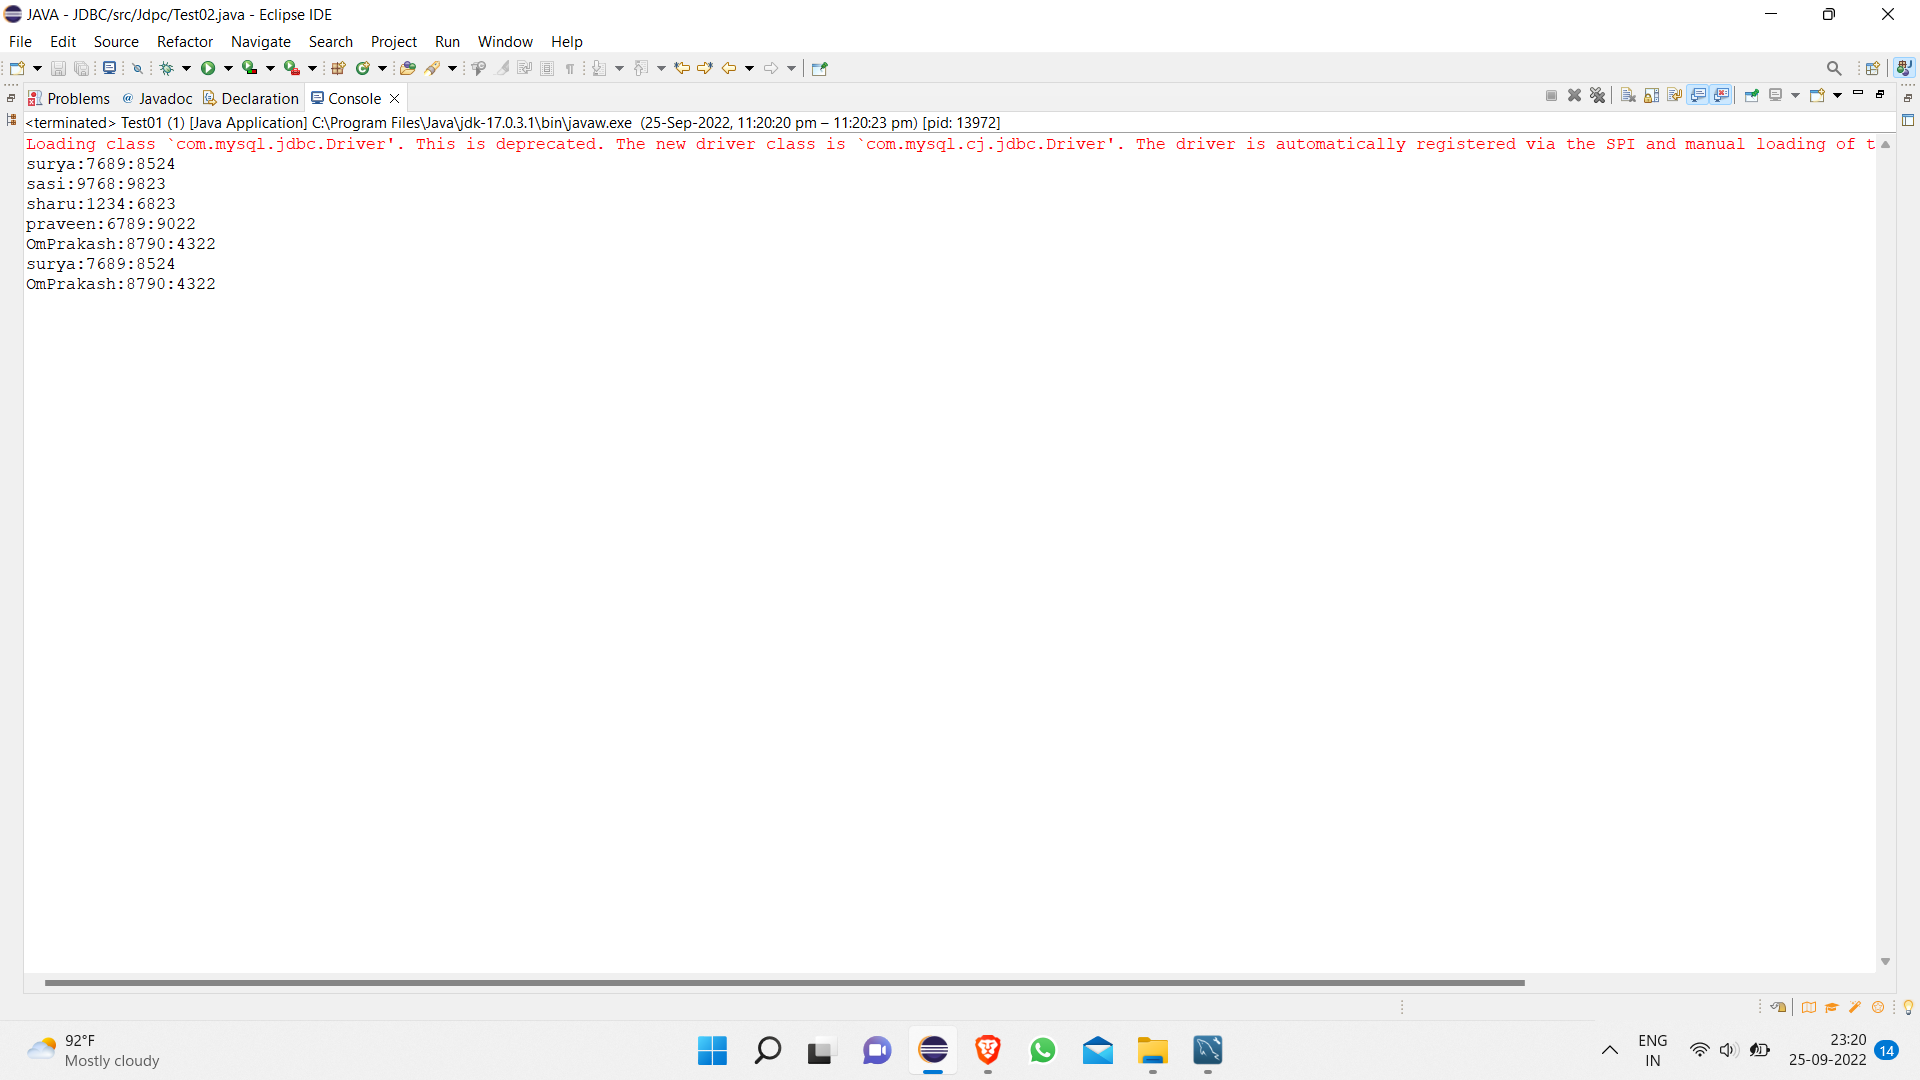 JAVA - JDBC/src/Jdpc/Test02.java - Eclipse IDE
File Edit Source Refactor Navigate Search Project Run Window Help
Problems @ Javadoc Declaration Console
<terminated> Test01 (1) [Java Application] C:\Program Files\Java\jdk-17.0.3.1\bin\javaw.exe (25-Sep-2022, 11:20:20 pm – 11:20:23 pm) [pid: 13972]
Loading class `com.mysql.jdbc.Driver'. This is deprecated. The new driver class is `com.mysql.cj.jdbc.Driver'. The driver is automatically registered via the SPI and manual loading of t
surya:7689:8524
sasi:9768:9823
sharu:1234:6823
praveen:6789:9022
OmPrakash:8790:4322
surya:7689:8524
OmPrakash:8790:4322
92°F
Mostly cloudy
ENG
IN
23:20
25-09-2022
14